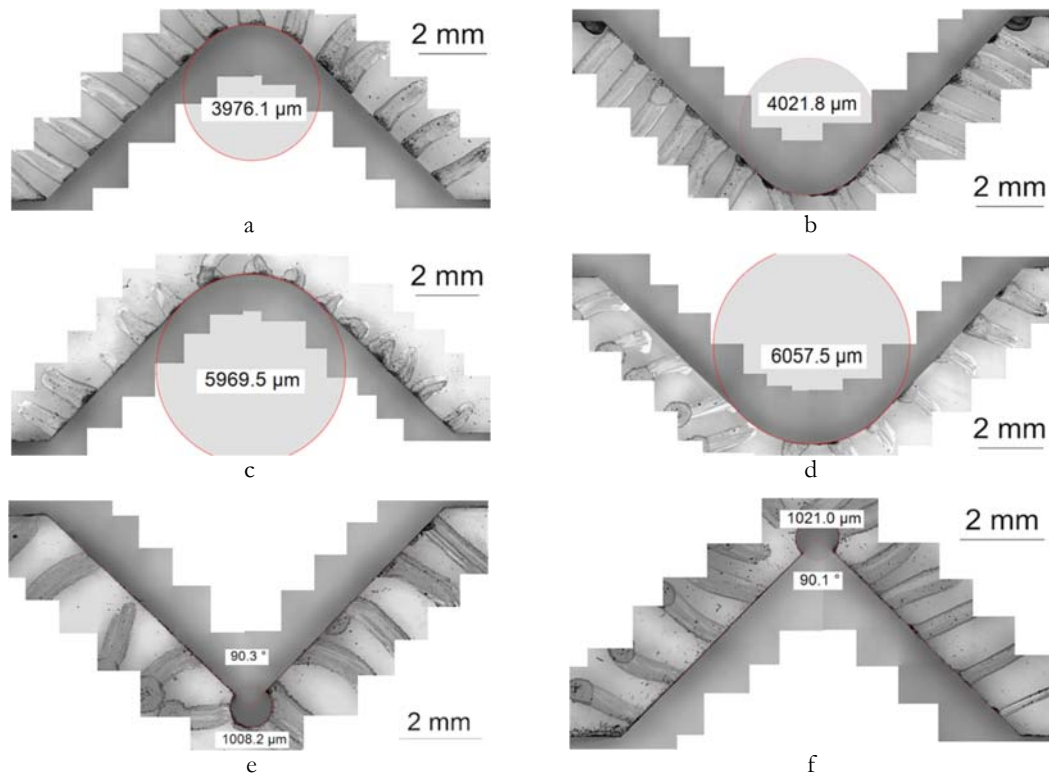 2 mm
3976.1 µm
a
4021.8 µm
2 mm
b
2 mm
5969.5 µm
c
6057.5 µm
2 mm
d
90.3 °
2 mm
1008.2 µm
e
1021.0 µm
2 mm
90.1 °
f